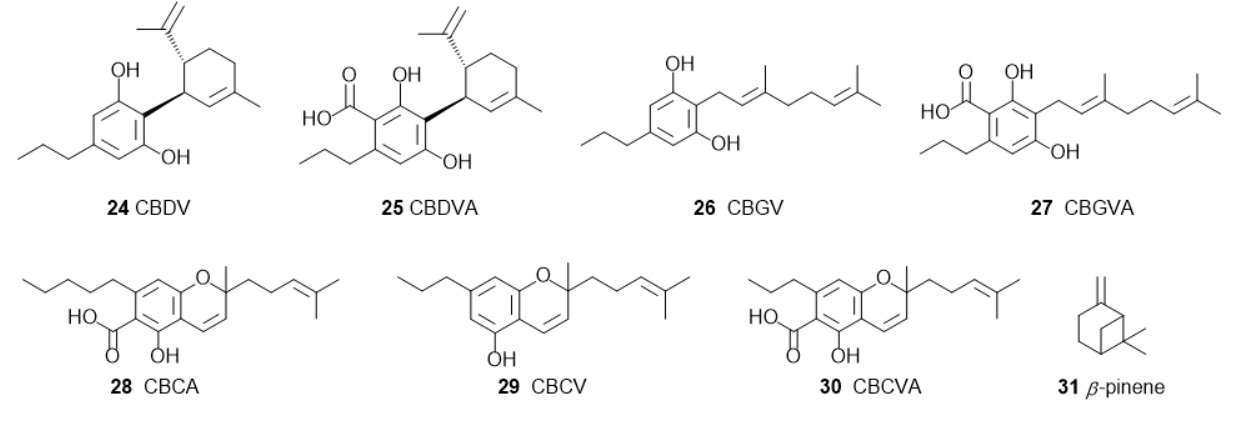 OH
OH
24 CBDV
O
OH
HO
OH
25 CBDVA
OH
OH
26 CBGV
O
OH
HO
OH
27 CBGVA
O
HO
O
OH
28 CBCA
O
OH
29 CBCV
O
HO
O
OH
30 CBCVA
31 β-pinene